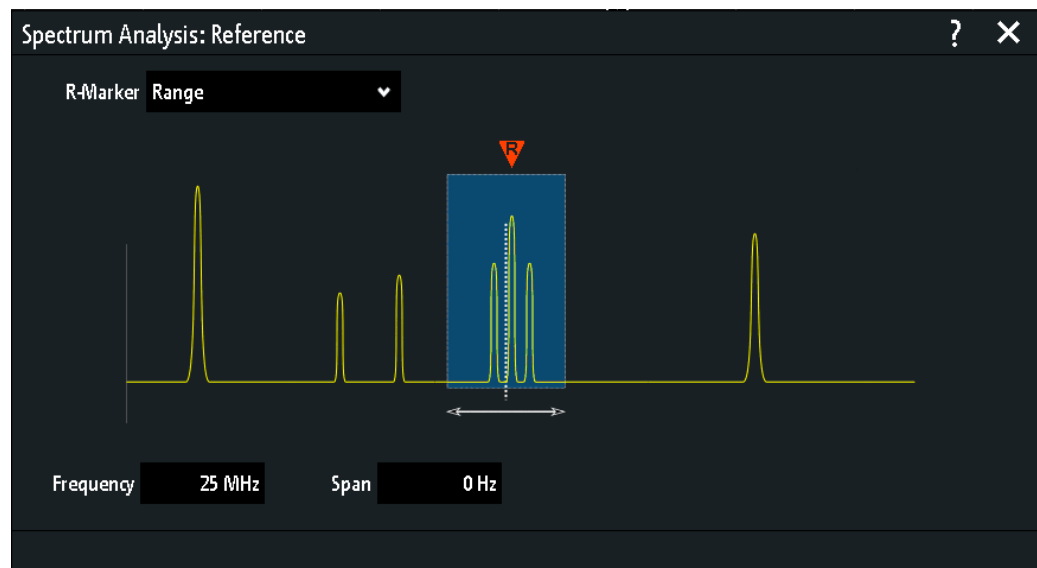 Spectrum Analysis: Reference ?
R-Marker Range
R
Frequency 25 MHz Span 0 Hz